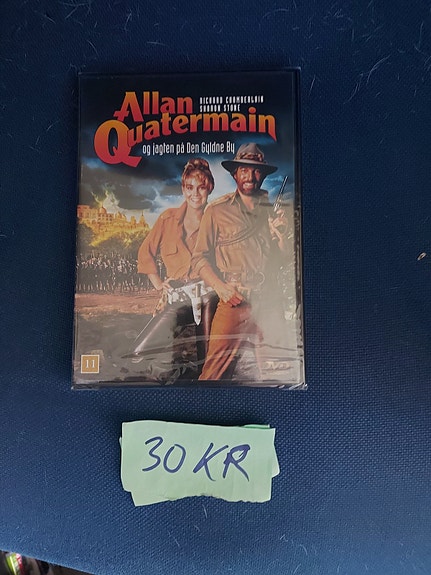 Allan
Quatermain
RICHARD CHAMBERLAIN
SHARON STONE
og jagten på Den Gyldne By
11
DVD
30 KR